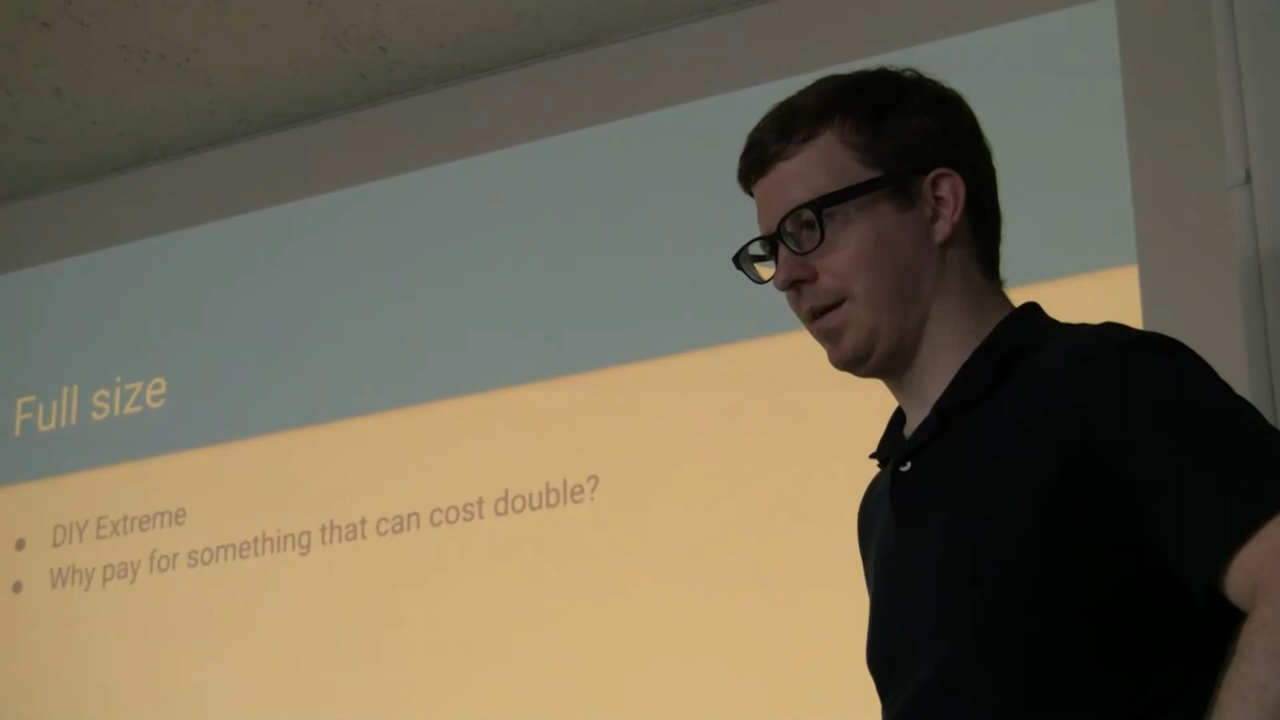 Full size
• DIY Extreme
• Why pay for something that can cost double?